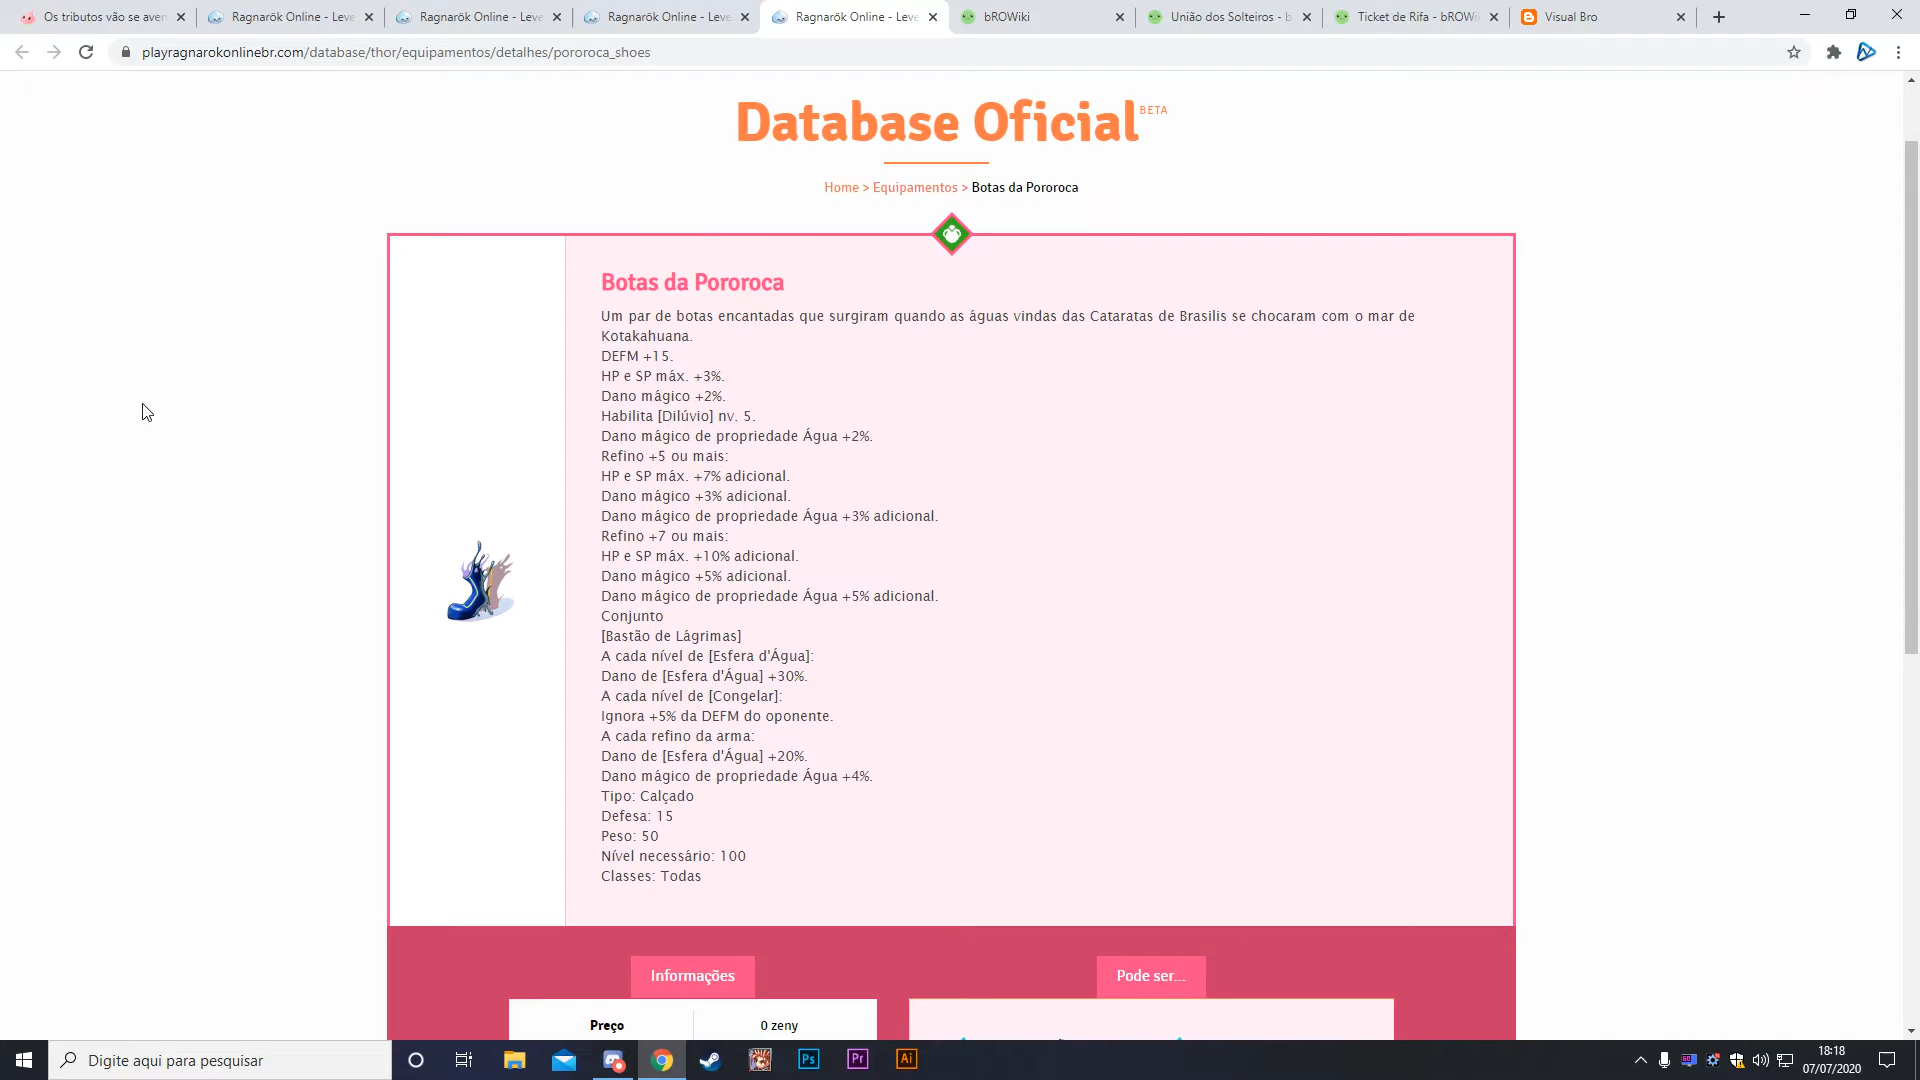 Os tributos vão se aven
Ragnarök Online - Leve
Ragnarök Online - Leve
Ragnarök Online - Leve
Ragnarök Online - Leve
bROWiki
União dos Solteiros - b
Ticket de Rifa - bROWi
Visual Bro
playragnarokonlinebr.com/database/thor/equipamentos/detalhes/pororoca_shoes
Database Oficial BETA
Home > Equipamentos > Botas da Pororoca
Botas da Pororoca
Um par de botas encantadas que surgiram quando as águas vindas das Cataratas de Brasilis se chocaram com o mar de
Kotakahuana.
DEFM +15.
HP e SP máx. +3%.
Dano mágico +2%.
Habilita [Dilúvio] nv. 5.
Dano mágico de propriedade Água +2%.
Refino +5 ou mais:
HP e SP máx. +7% adicional.
Dano mágico +3% adicional.
Dano mágico de propriedade Água +3% adicional.
Refino +7 ou mais:
HP e SP máx. +10% adicional.
Dano mágico +5% adicional.
Dano mágico de propriedade Água +5% adicional.
Conjunto
[Bastão de Lágrimas]
A cada nível de [Esfera d'Água]:
Dano de [Esfera d'Água] +30%.
A cada nível de [Congelar]:
Ignora +5% da DEFM do oponente.
A cada refino da arma:
Dano de [Esfera d'Água] +20%.
Dano mágico de propriedade Água +4%.
Tipo: Calçado
Defesa: 15
Peso: 50
Nível necessário: 100
Classes: Todas
Informações
Pode ser...
Preço
0 zeny
Digite aqui para pesquisar
Ps
Pr
Ai
18:18
07/07/2020